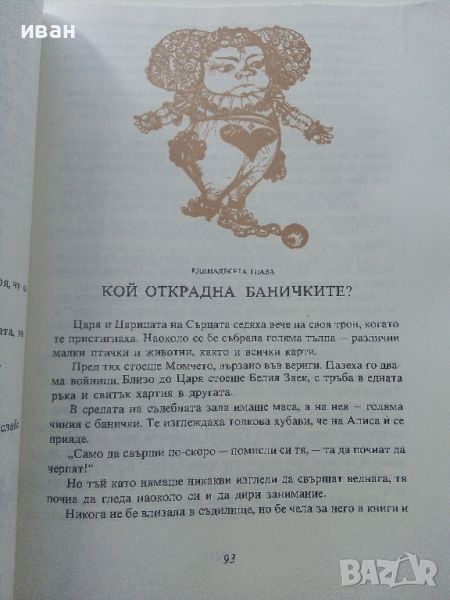 иван
ЕДИНАДЕСЕТА ГЛАВА
КОЙ ОТКРАДНА БАНИЧКИТЕ?
Царя и Царицата на Сърцата седяха вече на своя трон, когато
те пристигнаха. Наоколо се бе събрала голяма тълпа – различни
малки птички и животни, както и всички карти.
Пред тях стоеше Момчето, вързано във вериги. Пазеха го два-
ма войници. Близо до Царя стоеше Белия Заек, с тръба в едната
ръка и свитък хартия в другата.
В средата на съдебната зала имаше маса, а на нея – голяма
чиния с банички. Те изглеждаха толкова хубави, че на Алиса ѝ се
прияде.
„Само да свърши по-скоро – помисли си тя, – та да почнат да
черпят!“
Но тъй като нямаше никакви изгледи да свършат веднага, тя
почна да гледа наоколо си и да дири занимание.
Никога не бе влизала в съдилище, но бе чела за него в книги и
93
BAZAR.bg